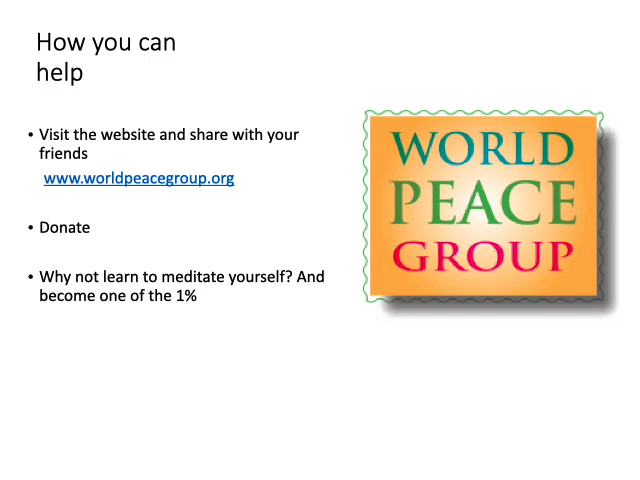 How you can
help
• Visit the website and share with your
friends
www.worldpeacegroup.org
• Donate
• Why not learn to meditate yourself? And
become one of the 1%
WORLD
PEACE
GROUP